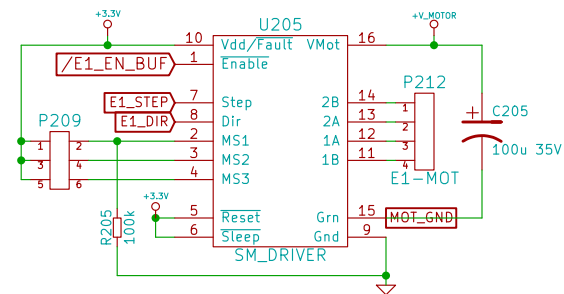 +3.3V
U205
+V_MOTOR
10 Vdd/Fault VMot 16
/E1_EN_BUF 1 Enable
P212
E1_STEP 7 Step 2B 14 1
E1_DIR 8 Dir 2A 13 2
P209
1 2 2 MS1 1A 12 3
3 4 3 MS2 1B 11 4
5 6 4 MS3
E1-MOT
+ C205
100u 35V
+3.3V
R205
100k
5 Reset Grn 15 MOT_GND
6 Sleep Gnd 9
SM_DRIVER